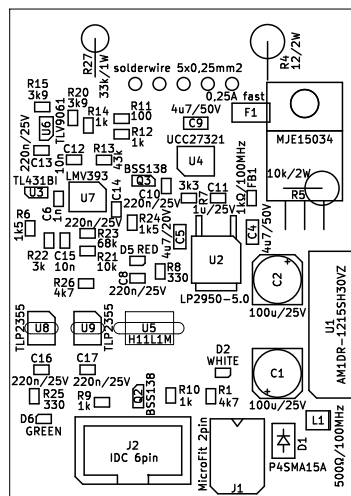 R27
33k/1W
R4
12/2W
solderwire 5x0,25mm2
0,25A fast
F1
R15
3k9
R20
3k9
U6
TLV9061
R14
1k
R11
100
R12
1k
4u7/50V
C9
UCC27321
U4
MJE15034
220n/25V
C13
C12
10n
R13
43k
BSS138
Q3
TL431BI
U3
LMV393
U7
C10
220n/25V
3k3
R7
C11
1u/25V
1kΩ/100MHz
FB1
10k/2W
R5
C6
1n
C14
220n/25V
R6
1k5
R24
1k5
C5
4u7/20V
C4
4u7/50V
R22
3k
C15
10n
R23
68k
R21
10k
D5 RED
U2
R8
330
C8
220n/25V
LP2950-5.0
R26
4k7
C2
100u/25V
U1
AM1DR-1215SH30VZ
U8
TLP2355
U9
TLP2355
U5
H11L1M
C16
220n/25V
C17
220n/25V
D2
WHITE
C1
100u/25V
R25
330
R9
1k
Q2
BSS138
R10
1k
R1
4k7
D6
GREEN
J2
IDC 6pin
MicroFit 2pin
J1
D1
P4SMA15A
L1
500Ω/100MHz